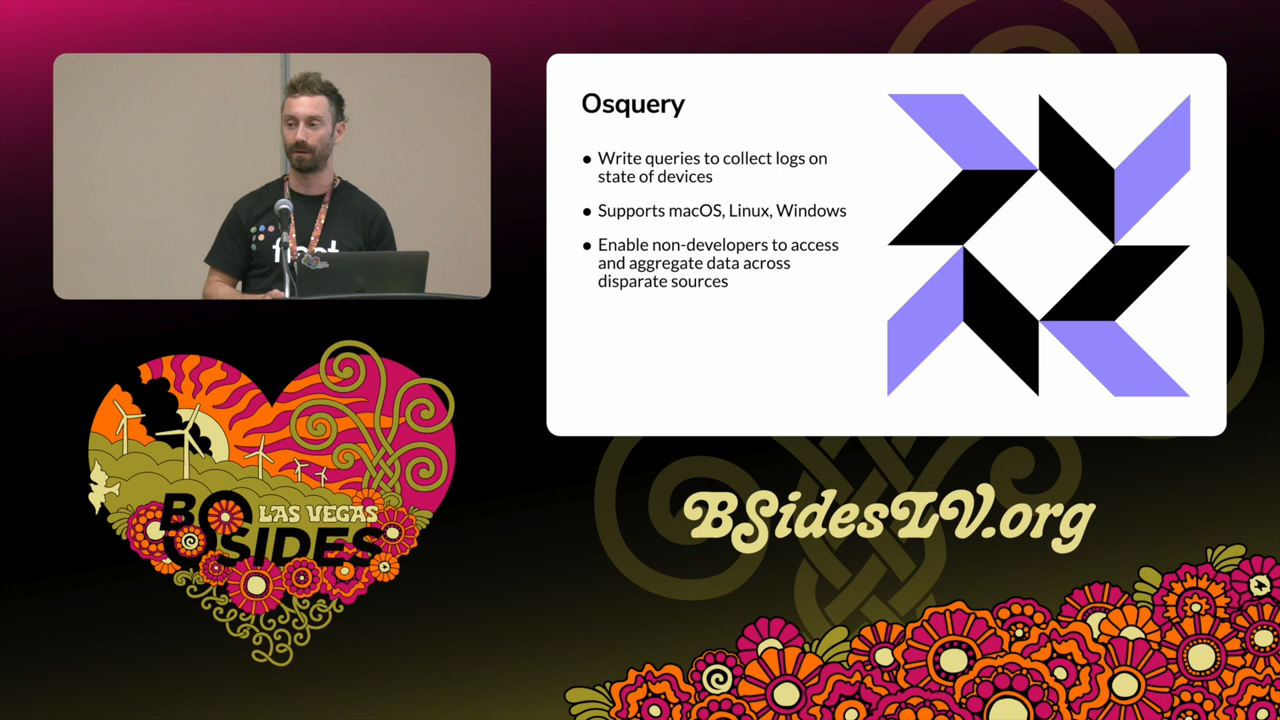 Osquery
● Write queries to collect logs on
state of devices
● Supports macOS, Linux, Windows
● Enable non-developers to access
and aggregate data across
disparate sources
LAS VEGAS
SIDES
BSidesLV.org